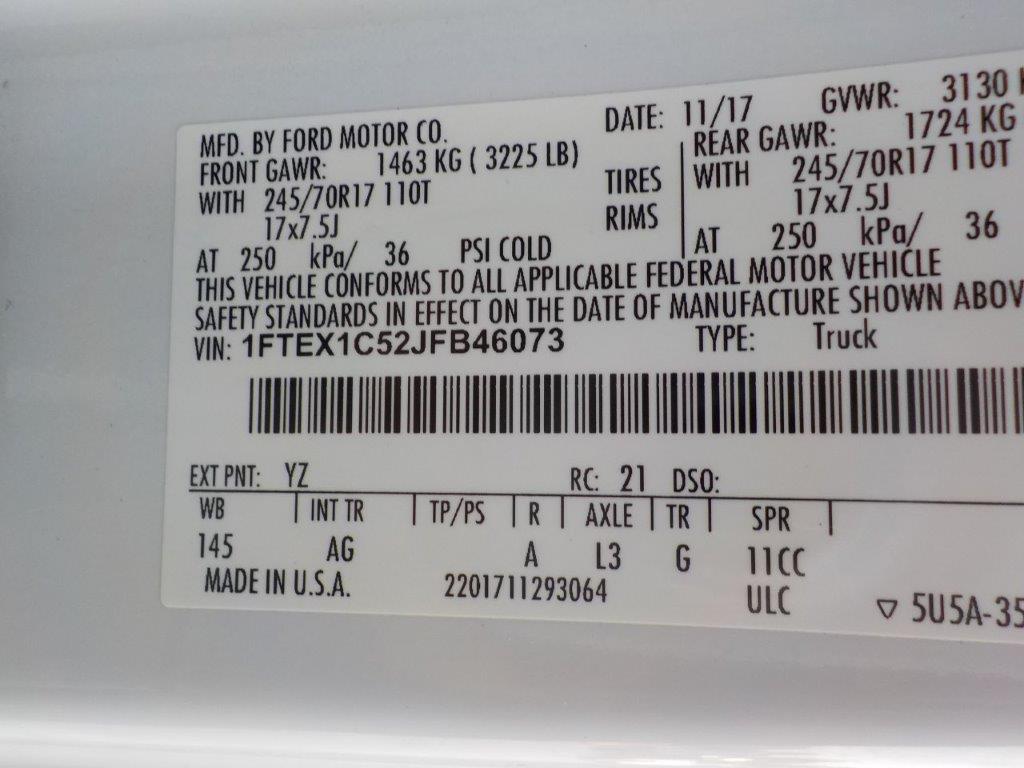 MFD. BY FORD MOTOR CO. DATE: 11/17 GVWR: 3130
FRONT GAWR: 1463 KG ( 3225 LB) REAR GAWR: 1724 KG
WITH 245/70R17 110T TIRES WITH 245/70R17 110T
17x7.5J RIMS 17x7.5J
AT 250 kPa/ 36 PSI COLD AT 250 kPa/ 36
THIS VEHICLE CONFORMS TO ALL APPLICABLE FEDERAL MOTOR VEHICLE
SAFETY STANDARDS IN EFFECT ON THE DATE OF MANUFACTURE SHOWN ABOV
VIN: 1FTEX1C52JFB46073 TYPE: Truck
EXT PNT: YZ RC: 21 DSO:
WB INT TR TP/PS R AXLE TR SPR
145 AG A L3 G 11CC
MADE IN U.S.A. 2201711293064 ULC ▽ 5U5A-35